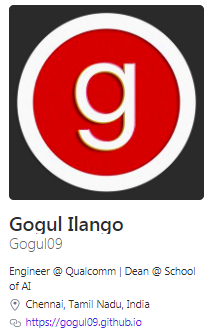 g
Gogul Ilango
Gogul09
Engineer @ Qualcomm | Dean @ School
of AI
Chennai, Tamil Nadu, India
https://gogul09.github.io